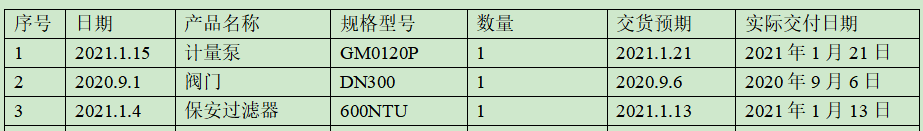 序号 日期 产品名称 规格型号 数量 交货预期 实际交付日期
1 2021.1.15 计量泵 GM0120P 1 2021.1.21 2021 年 1 月 21 日
2 2020.9.1 阀门 DN300 1 2020.9.6 2020 年 9 月 6 日
3 2021.1.4 保安过滤器 600NTU 1 2021.1.13 2021 年 1 月 13 日